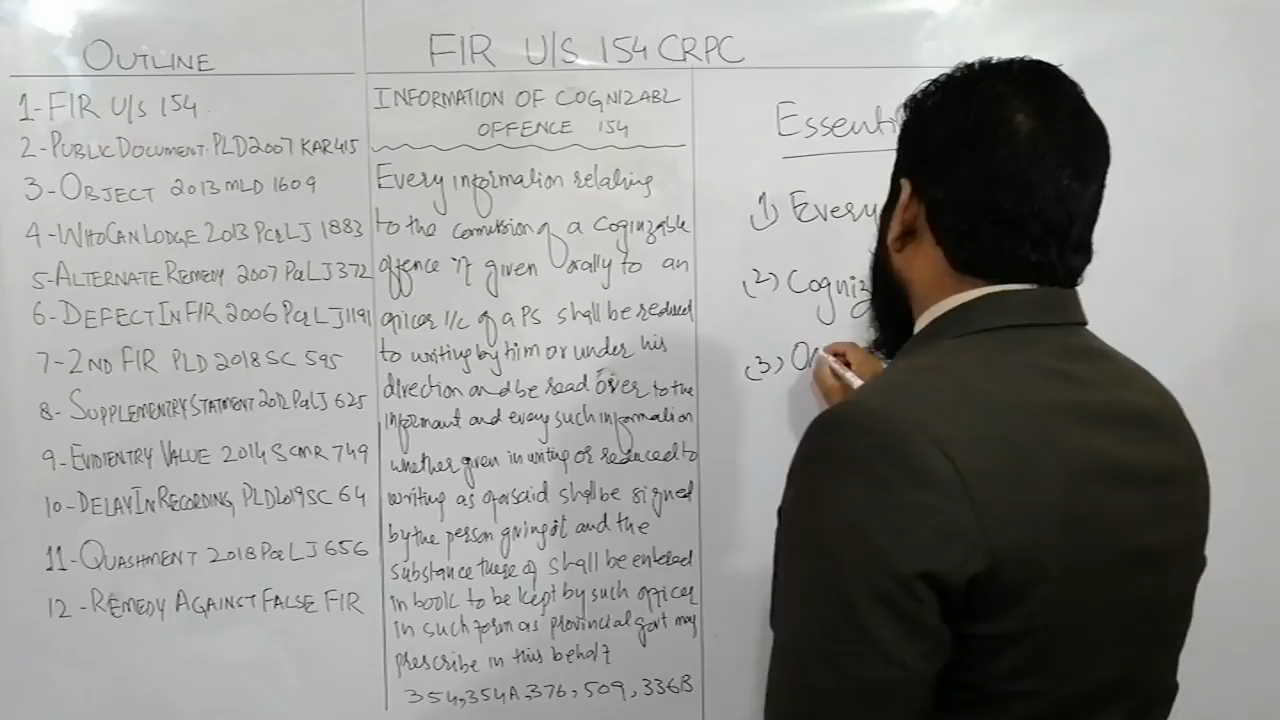 OUTLINE
1-FIR U/S 154.
2-PUBLIC DOCUMENT. PLD 2007 KAR 415
3-OBJECT 2013 MLD 1609
4-WHO CAN LODGE 2013 PCRLJ 1883
5-ALTERNATE REMEDY 2007 PCRLJ 372
6-DEFECT IN FIR 2006 PCRLJ 1191
7-2ND FIR PLD 2018 SC 595
8-SUPPLEMENTRY STATMENT 2012 PCRLJ 625
9-EVIDIENTRY VALUE 2014 SCMR 749
10-DELAY IN RECORDING PLD 2019 SC 64
11-QUASHMENT 2018 PCRLJ 656
12-REMEDY AGAINST FALSE FIR
FIR U/S 154 CRPC
INFORMATION OF COGNIZABL
OFFENCE 154
Every information relating
to the commission of a Cognizable
offence if given orally to an
officer I/C of a PS shall be reduced
to writing by him or under his
direction and be read over to the
informant and every such information
whether given in writing or reduced to
writing as aforsaid shall be signed
by the person giving it and the
substance there of shall be entered
in book to be kept by such officer
in such form as provincial govt may
prescribe in this behalf
354, 354A, 376, 509, 336B
Essenti
(1) Every
(2) Cogniz
(3) O